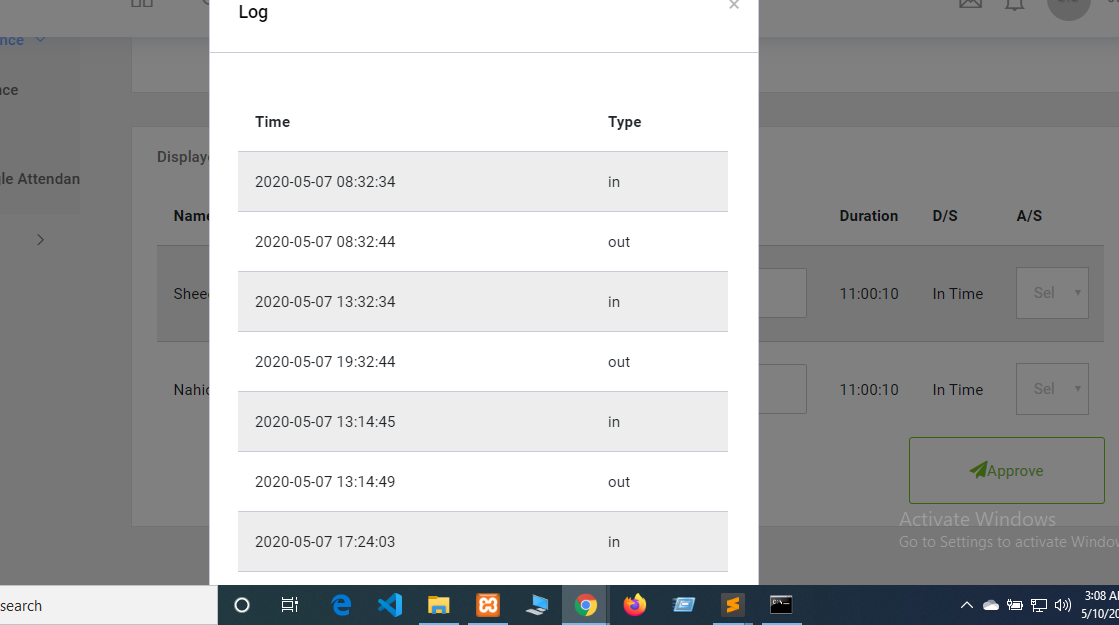 Log
×
nce
nce
gle Attendan
Time Type
2020-05-07 08:32:34 in
2020-05-07 08:32:44 out
2020-05-07 13:32:34 in
2020-05-07 19:32:44 out
2020-05-07 13:14:45 in
2020-05-07 13:14:49 out
2020-05-07 17:24:03 in
Display
Name Duration D/S A/S
Shee 11:00:10 In Time Sel
Nahi 11:00:10 In Time Sel
Approve
Activate Windows
Go to Settings to activate Windows
search
3:08 A
5/10/20